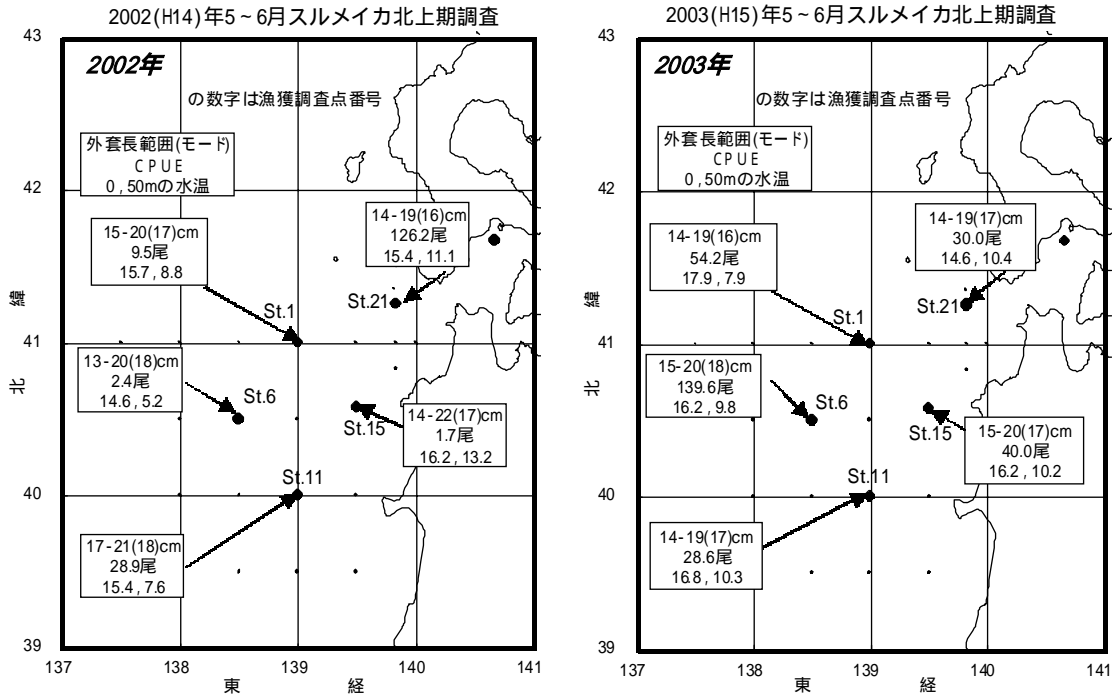 2002(H14)年5~6月スルメイカ北上期調査
43
2002年
の数字は漁獲調査点番号
外套長範囲(モード)
CPUE
0,50mの水温
42
14-19(16)cm
126.2尾
15.4,11.1
15-20(17)cm
9.5尾
15.7,8.8
St.21
St.1
緯
41
13-20(18)cm
2.4尾
14.6,5.2
St.6
北
14-22(17)cm
1.7尾
16.2,13.2
St.15
St.11
40
17-21(18)cm
28.9尾
15.4,7.6
39
137
138
139
140
141
東
経
2003(H15)年5~6月スルメイカ北上期調査
43
2003年
の数字は漁獲調査点番号
外套長範囲(モード)
CPUE
0,50mの水温
42
14-19(17)cm
30.0尾
14.6,10.4
14-19(16)cm
54.2尾
17.9,7.9
St.21
St.1
緯
41
15-20(18)cm
139.6尾
16.2,9.8
St.6
北
St.15
15-20(17)cm
40.0尾
16.2,10.2
St.11
40
14-19(17)cm
28.6尾
16.8,10.3
39
137
138
139
140
141
東
経